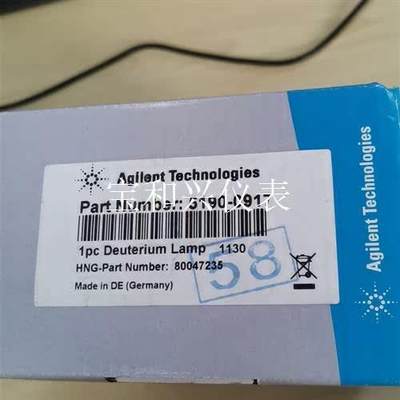 Agilent Technologies
Part Number: 5190-0917
宝和兴仪表
1pc Deuterium Lamp 1130
HNG-Part Number: 80047235
Made in DE (Germany)
58
Agilent Technologies